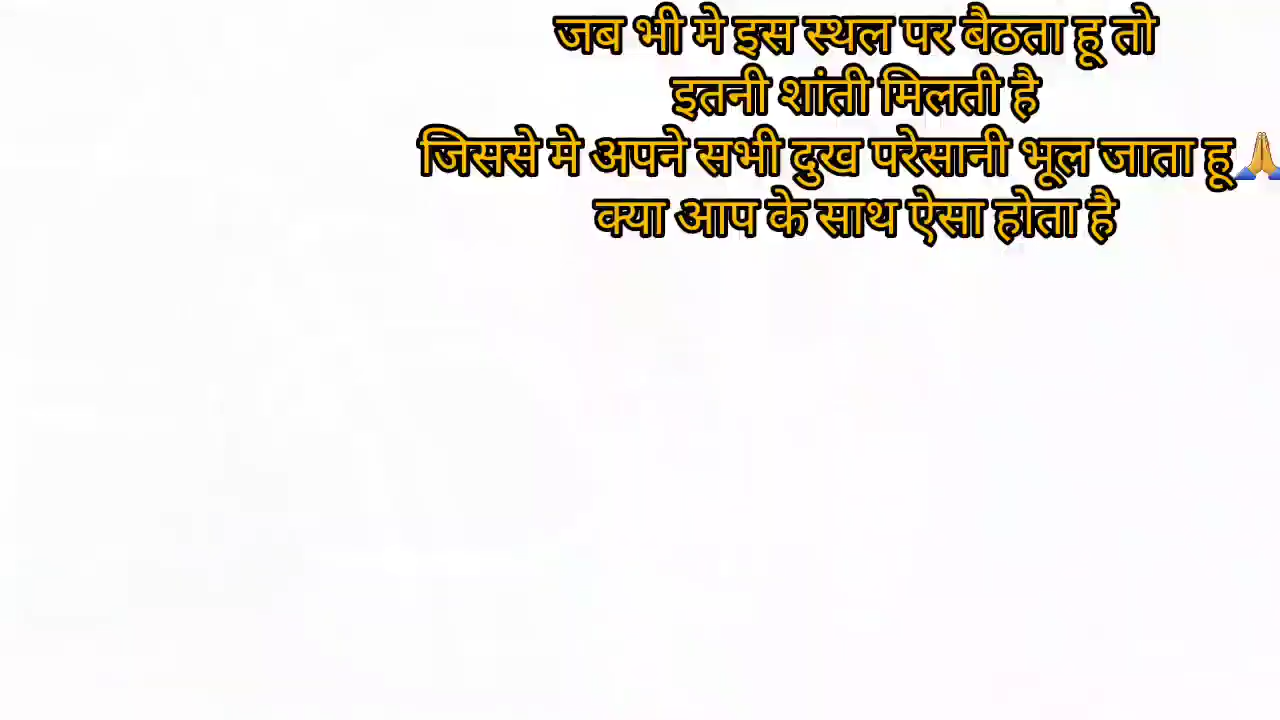 जब भी मे इस स्थल पर बैठता हू तो
इतनी शांती मिलती है
जिससे मे अपने सभी दुख परेसानी भूल जाता हू🙏
क्या आप के साथ ऐसा होता है